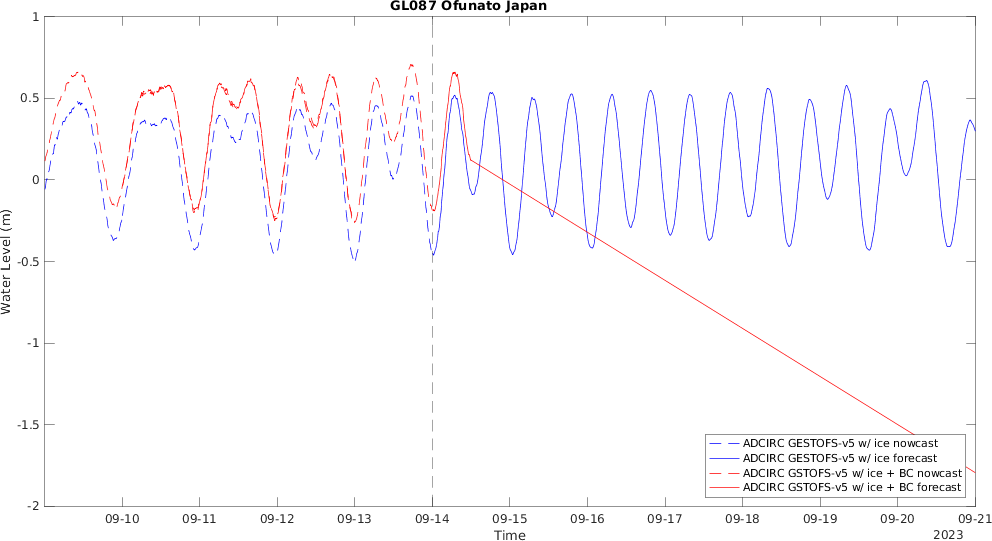 GL087 Ofunato Japan
1
0.5
0
-0.5
-1
-1.5
-2
Water Level (m)
09-10 09-11 09-12 09-13 09-14 09-15 09-16 09-17 09-18 09-19 09-20 09-21
Time
2023
ADCIRC GESTOFS-v5 w/ ice nowcast
ADCIRC GESTOFS-v5 w/ ice forecast
ADCIRC GSTOFS-v5 w/ ice + BC nowcast
ADCIRC GSTOFS-v5 w/ ice + BC forecast